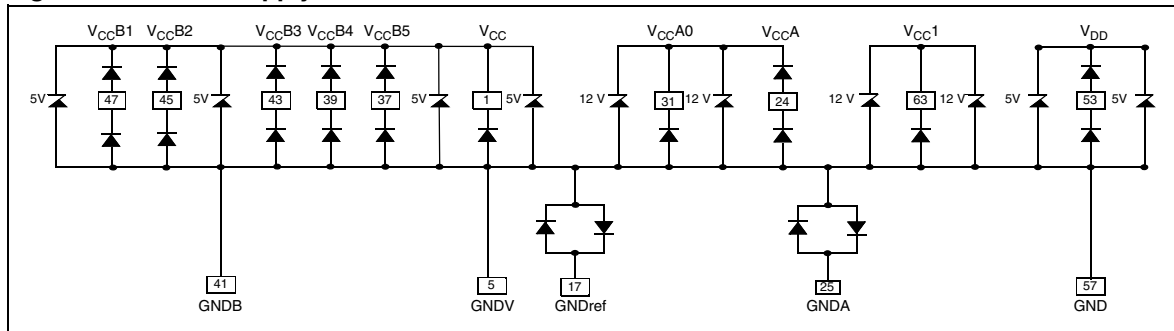 VCCB1 VCCB2 VCCB3 VCCB4 VCCB5 VCC VCCA0 VCCA VCC1 VDD
5V 47 45 5V 43 39 37 5V 1 5V 12 V 31 12 V 24 12 V 63 12 V 5V 53 5V
41 5 17 25 57
GNDB GNDV GNDref GNDA GND